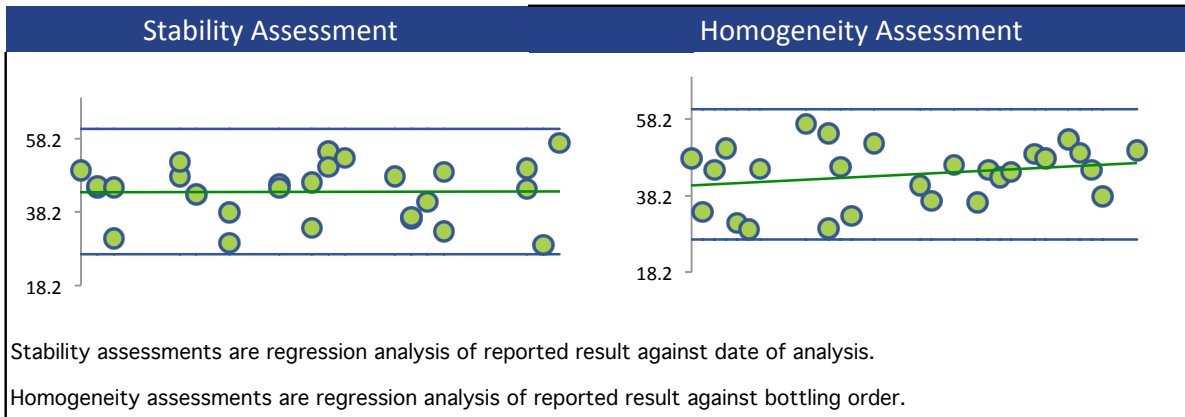 Stability Assessment
Homogeneity Assessment
58.2
38.2
18.2
58.2
38.2
18.2
Stability assessments are regression analysis of reported result against date of analysis.
Homogeneity assessments are regression analysis of reported result against bottling order.